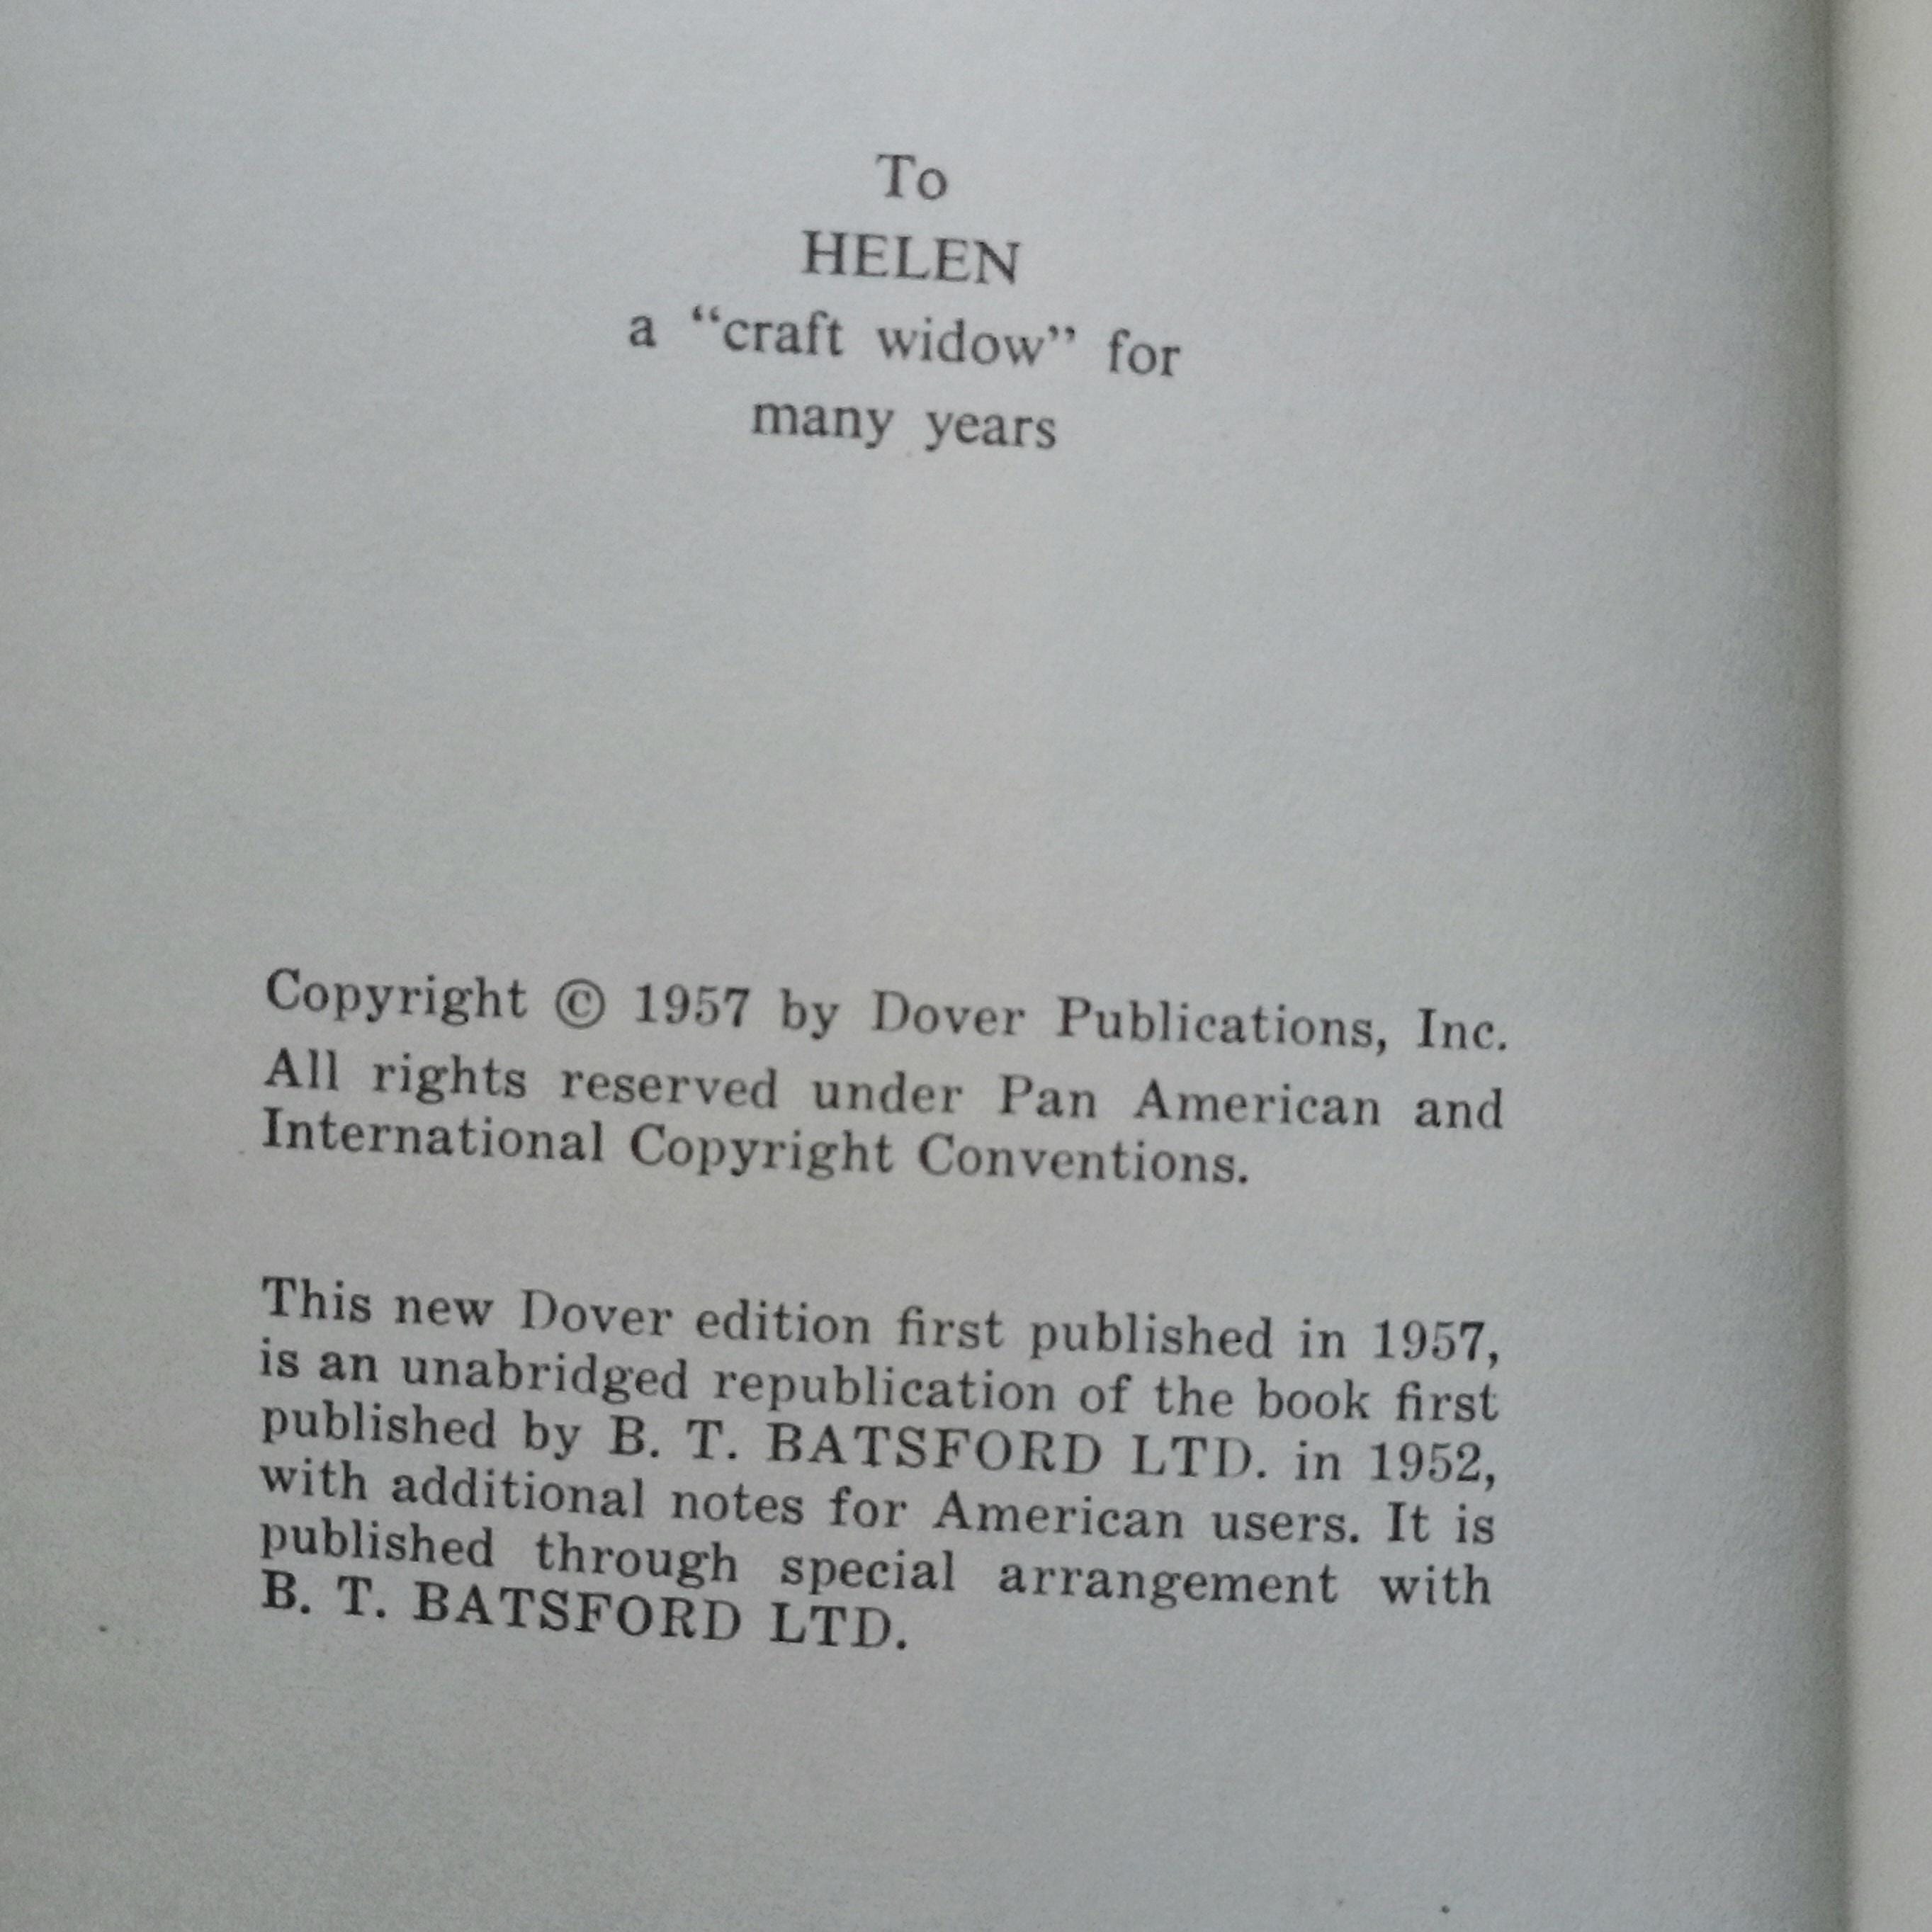 To
HELEN
a “craft widow” for
many years
Copyright © 1957 by Dover Publications, Inc.
All rights reserved under Pan American and
International Copyright Conventions.
This new Dover edition first published in 1957,
is an unabridged republication of the book first
published by B. T. BATSFORD LTD. in 1952,
with additional notes for American users. It is
published through special arrangement with
B. T. BATSFORD LTD.